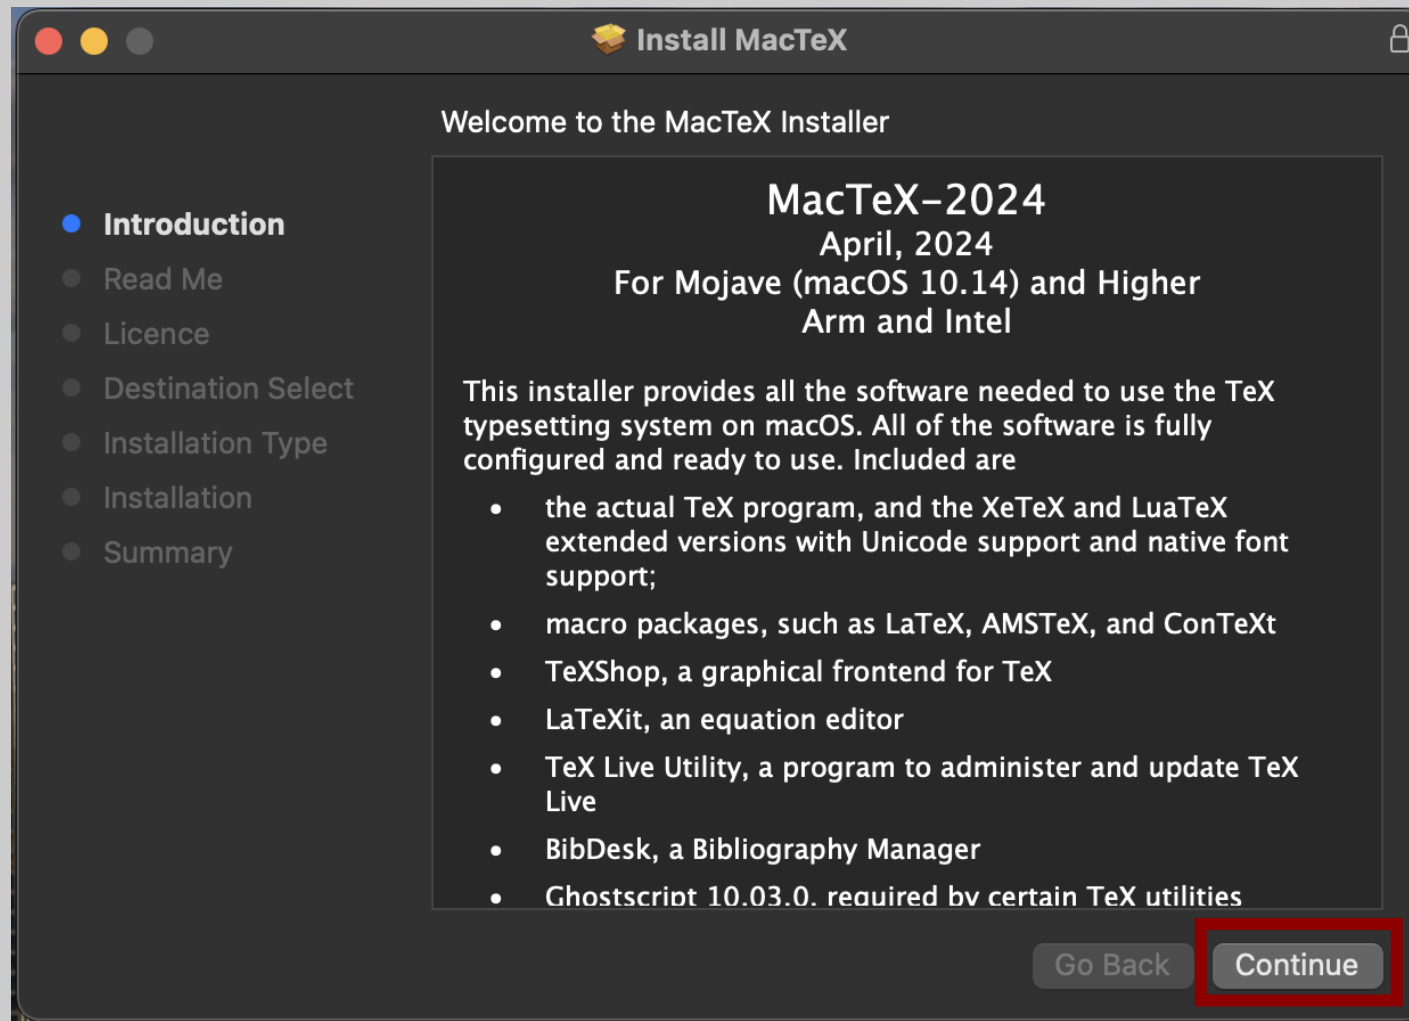 Install MacTeX
Welcome to the MacTeX Installer
Introduction
Read Me
Licence
Destination Select
Installation Type
Installation
Summary
MacTeX-2024
April, 2024
For Mojave (macOS 10.14) and Higher
Arm and Intel
This installer provides all the software needed to use the TeX
typesetting system on macOS. All of the software is fully
configured and ready to use. Included are
• the actual TeX program, and the XeTeX and LuaTeX
extended versions with Unicode support and native font
support;
• macro packages, such as LaTeX, AMSTeX, and ConTeXt
• TeXShop, a graphical frontend for TeX
• LaTeXit, an equation editor
• TeX Live Utility, a program to administer and update TeX
Live
• BibDesk, a Bibliography Manager
• Ghostscript 10.03.0, required by certain TeX utilities
Go Back
Continue